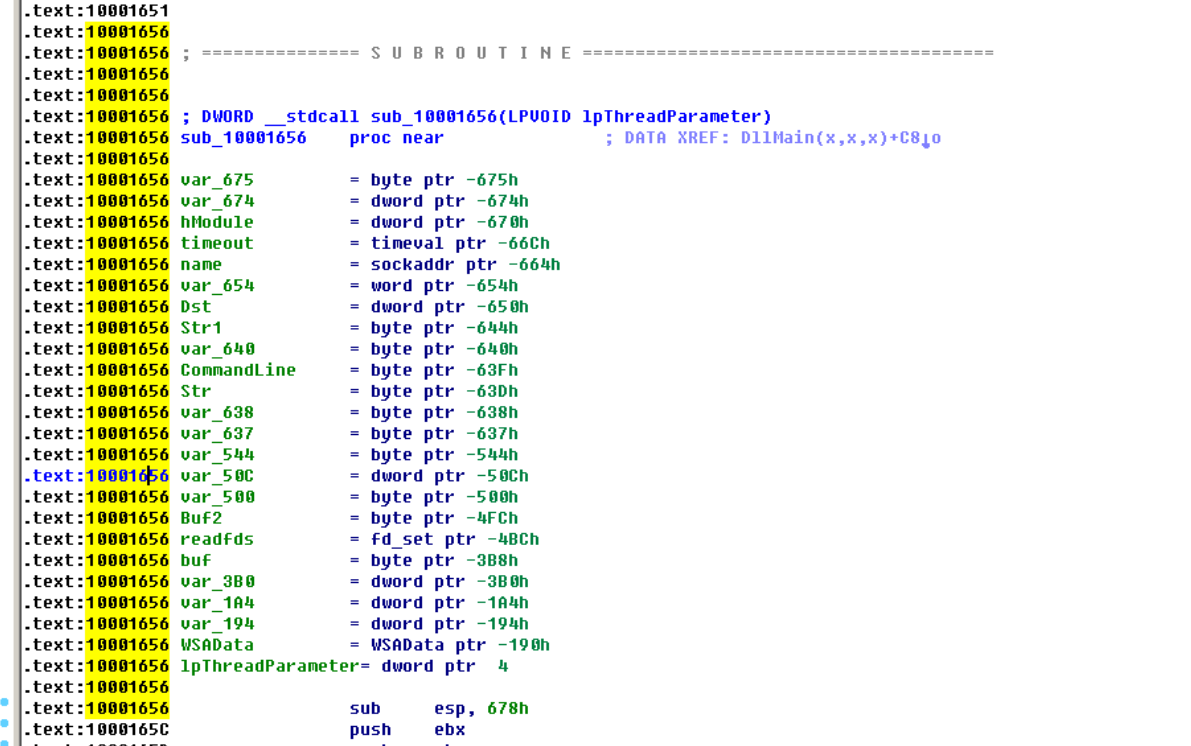 .text:10001651
.text:10001656
.text:10001656 ; =============== S U B R O U T I N E =======================================
.text:10001656
.text:10001656
.text:10001656 ; DWORD __stdcall sub_10001656(LPVOID lpThreadParameter)
.text:10001656 sub_10001656    proc near               ; DATA XREF: DllMain(x,x,x)+C8↓o
.text:10001656
.text:10001656 var_675         = byte ptr -675h
.text:10001656 var_674         = dword ptr -674h
.text:10001656 hModule         = dword ptr -670h
.text:10001656 timeout         = timeval ptr -66Ch
.text:10001656 name            = sockaddr ptr -664h
.text:10001656 var_654         = word ptr -654h
.text:10001656 Dst             = dword ptr -650h
.text:10001656 Str1            = byte ptr -644h
.text:10001656 var_640         = byte ptr -640h
.text:10001656 CommandLine     = byte ptr -63Fh
.text:10001656 Str             = byte ptr -63Dh
.text:10001656 var_638         = byte ptr -638h
.text:10001656 var_637         = byte ptr -637h
.text:10001656 var_544         = byte ptr -544h
.text:10001656 var_50C         = dword ptr -50Ch
.text:10001656 var_500         = byte ptr -500h
.text:10001656 Buf2            = byte ptr -4FCh
.text:10001656 readfds         = fd_set ptr -4BCh
.text:10001656 buf             = byte ptr -3B8h
.text:10001656 var_3B0         = dword ptr -3B0h
.text:10001656 var_1A4         = dword ptr -1A4h
.text:10001656 var_194         = dword ptr -194h
.text:10001656 WSAData         = WSAData ptr -190h
.text:10001656 lpThreadParameter= dword ptr  4
.text:10001656
.text:10001656                 sub     esp, 678h
.text:1000165C                 push    ebx